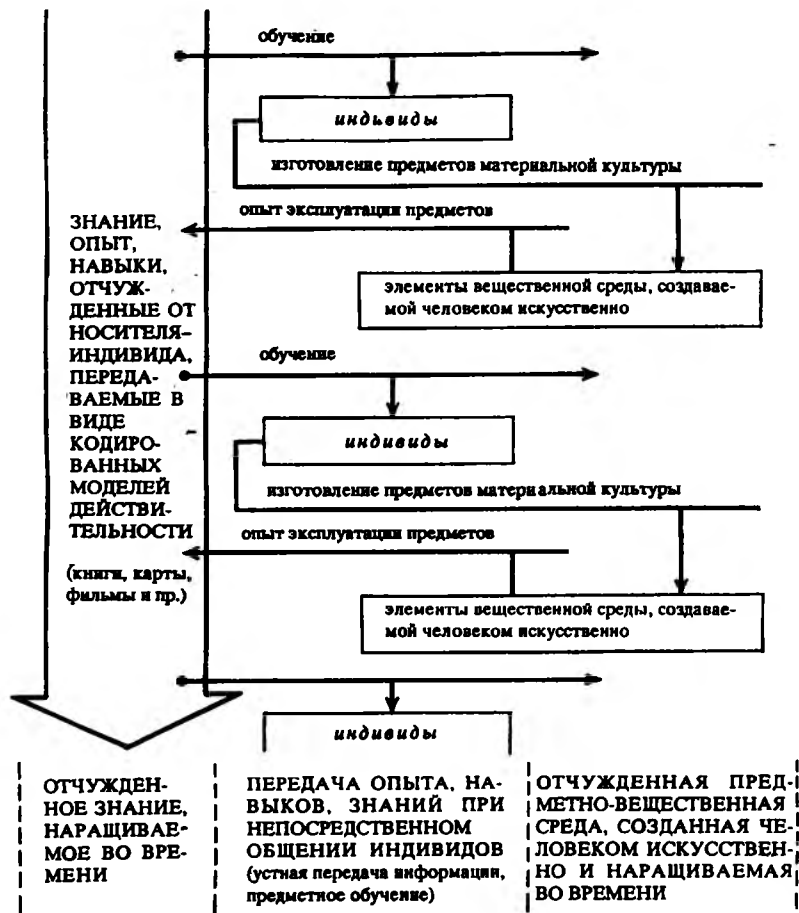 обучение
индивиды
изготовление предметов материальной культуры
опыт эксплуатации предметов
элементы вещественной среды, создавае-
мой человеком искусственно
обучение
индивиды
изготовление предметов материальной культуры
опыт эксплуатации предметов
элементы вещественной среды, создавае-
мой человеком искусственно
индивиды
ЗНАНИЕ,
ОПЫТ,
НАВЫКИ,
ОТЧУЖ-
ДЕННЫЕ ОТ
НОСИТЕЛЯ-
ИНДИВИДА,
ПЕРЕДА-
ВАЕМЫЕ В
ВИДЕ
КОДИРО-
ВАННЫХ
МОДЕЛЕЙ
ДЕЙСТВИ-
ТЕЛЬНОСТИ
(книги, карты,
фильмы и пр.)
ОТЧУЖДЕН-
НОЕ ЗНАНИЕ,
НАРАЩИВАЕ-
МОЕ ВО ВРЕ-
МЕНИ
ПЕРЕДАЧА ОПЫТА, НА-
ВЫКОВ, ЗНАНИЙ ПРИ
НЕПОСРЕДСТВЕННОМ
ОБЩЕНИИ ИНДИВИДОВ
(устная передача информации,
предметное обучение)
ОТЧУЖДЕННАЯ ПРЕД-
МЕТНО-ВЕЩЕСТВЕННАЯ
СРЕДА, СОЗДАННАЯ ЧЕ-
ЛОВЕКОМ ИСКУССТВЕН-
НО И НАРАЩИВАЕМАЯ
ВО ВРЕМЕНИ